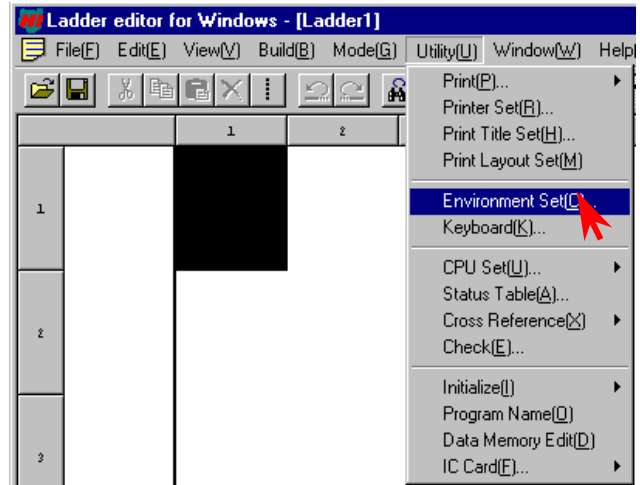 Ladder editor for Windows - [Ladder1]
File(F) Edit(E) View(V) Build(B) Mode(G) Utility(U) Window(W) Help
1 2
1
2
3
Print(P)...
Printer Set(R)...
Print Title Set(H)...
Print Layout Set(M)
Environment Set(O)...
Keyboard(K)...
CPU Set(U)...
Status Table(A)...
Cross Reference(X)
Check(E)...
Initialize(I)
Program Name(O)
Data Memory Edit(D)
IC Card(F)...